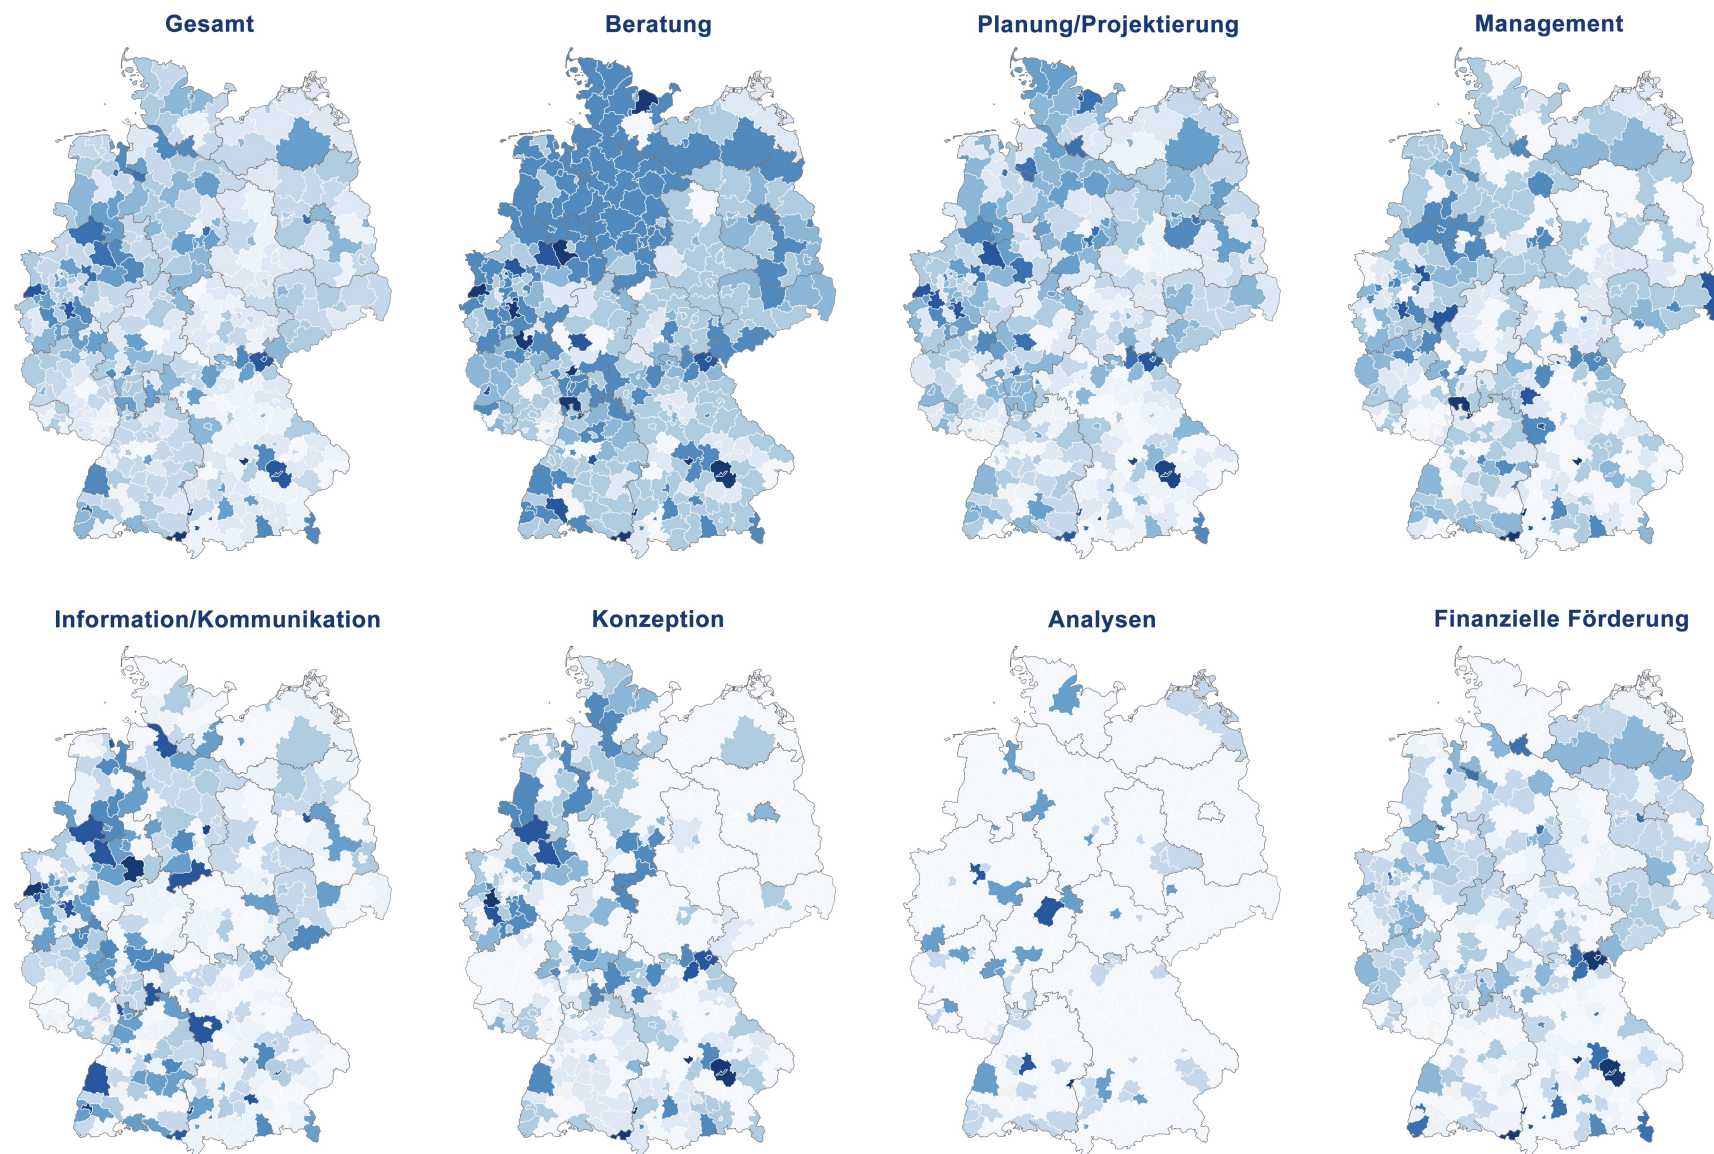 Gesamt
Beratung
Planung/Projektierung
Management
Information/Kommunikation
Konzeption
Analysen
Finanzielle Förderung